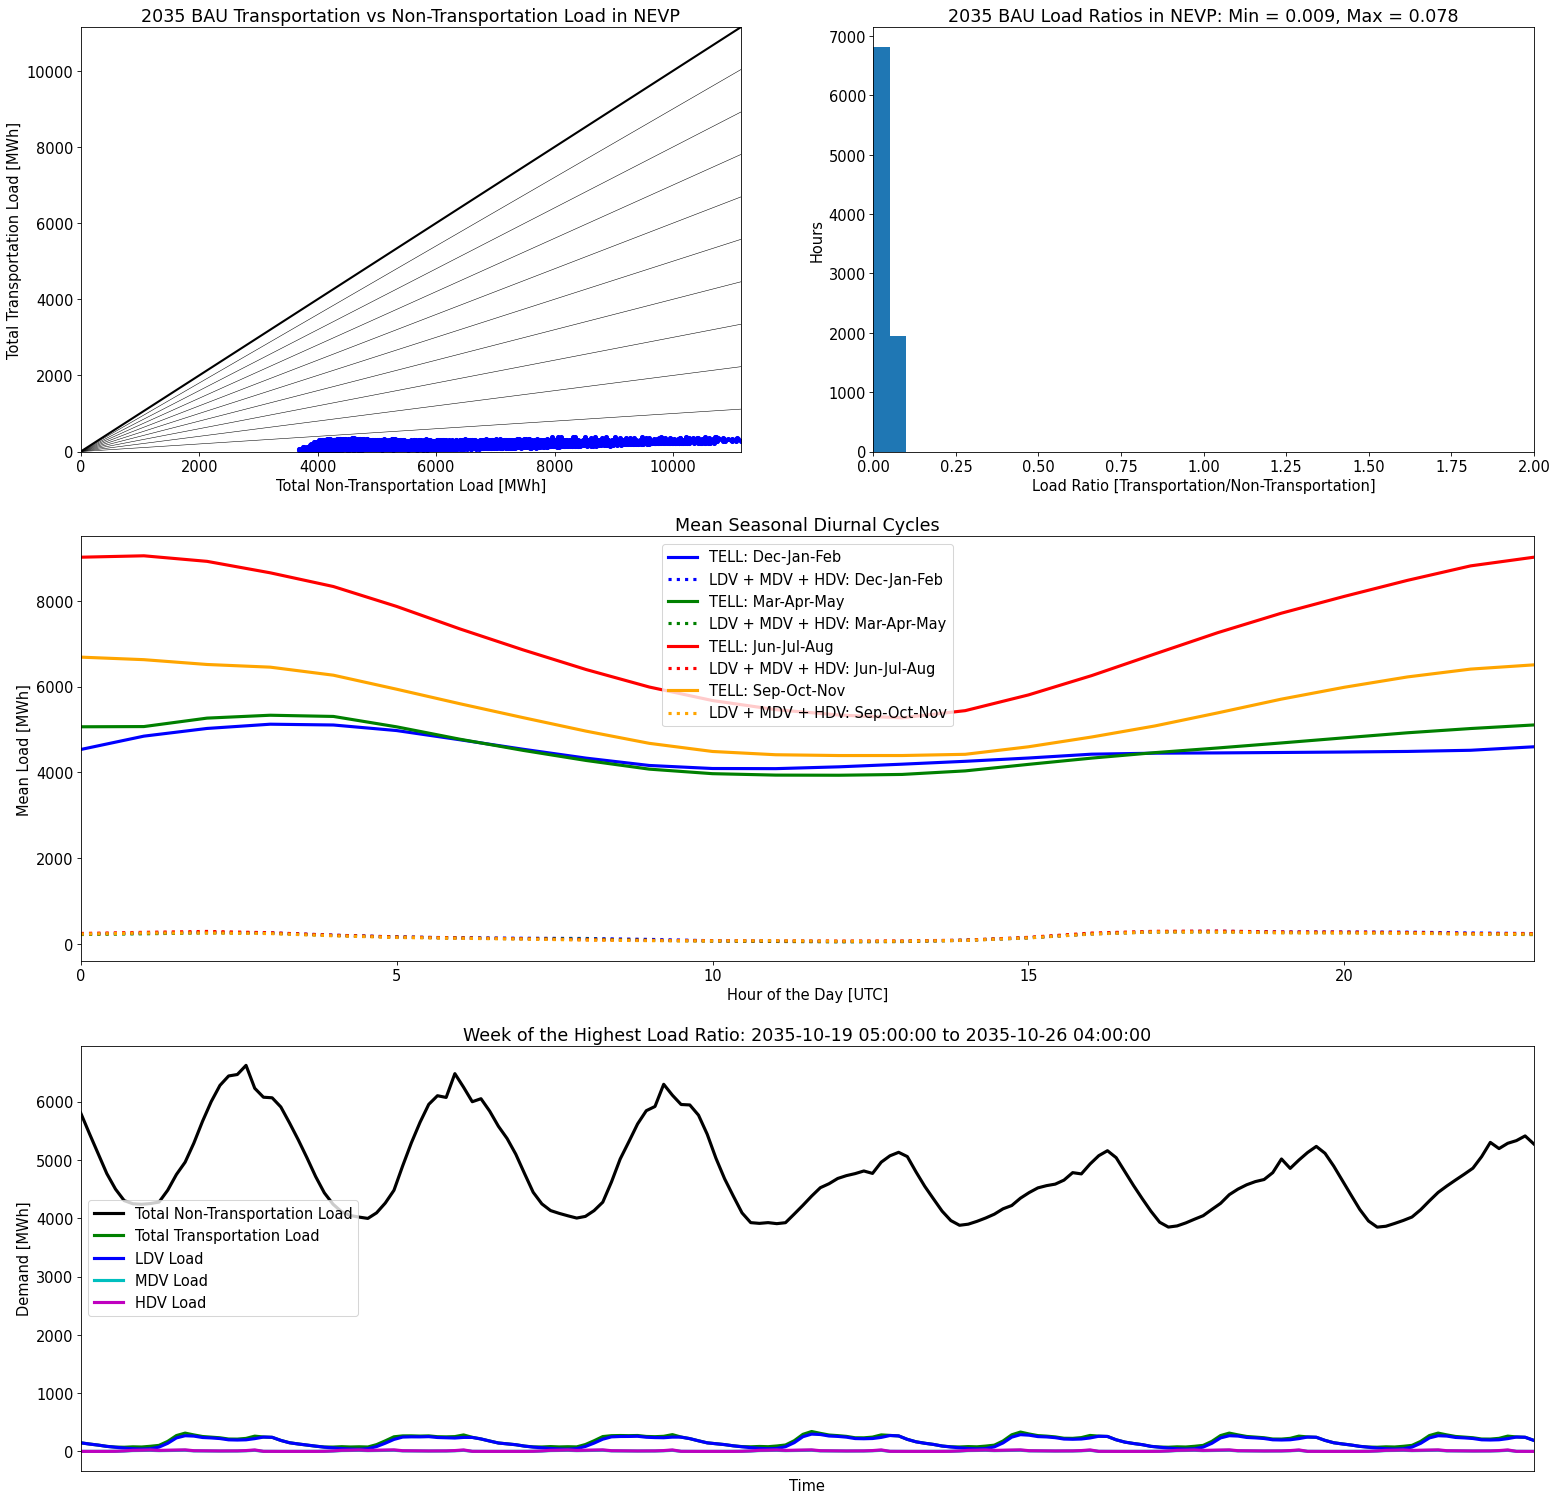 2035 BAU Transportation vs Non-Transportation Load in NEVP
Total Transportation Load [MWh]
10000
8000
6000
4000
2000
0
0 2000 4000 6000 8000 10000
Total Non-Transportation Load [MWh]
2035 BAU Load Ratios in NEVP: Min = 0.009, Max = 0.078
Hours
7000
6000
5000
4000
3000
2000
1000
0
0.00 0.25 0.50 0.75 1.00 1.25 1.50 1.75 2.00
Load Ratio [Transportation/Non-Transportation]
Mean Seasonal Diurnal Cycles
Mean Load [MWh]
8000
6000
4000
2000
0
TELL: Dec-Jan-Feb
LDV + MDV + HDV: Dec-Jan-Feb
TELL: Mar-Apr-May
LDV + MDV + HDV: Mar-Apr-May
TELL: Jun-Jul-Aug
LDV + MDV + HDV: Jun-Jul-Aug
TELL: Sep-Oct-Nov
LDV + MDV + HDV: Sep-Oct-Nov
0 5 10 15 20
Hour of the Day [UTC]
Week of the Highest Load Ratio: 2035-10-19 05:00:00 to 2035-10-26 04:00:00
Demand [MWh]
6000
5000
4000
3000
2000
1000
0
Total Non-Transportation Load
Total Transportation Load
LDV Load
MDV Load
HDV Load
Time